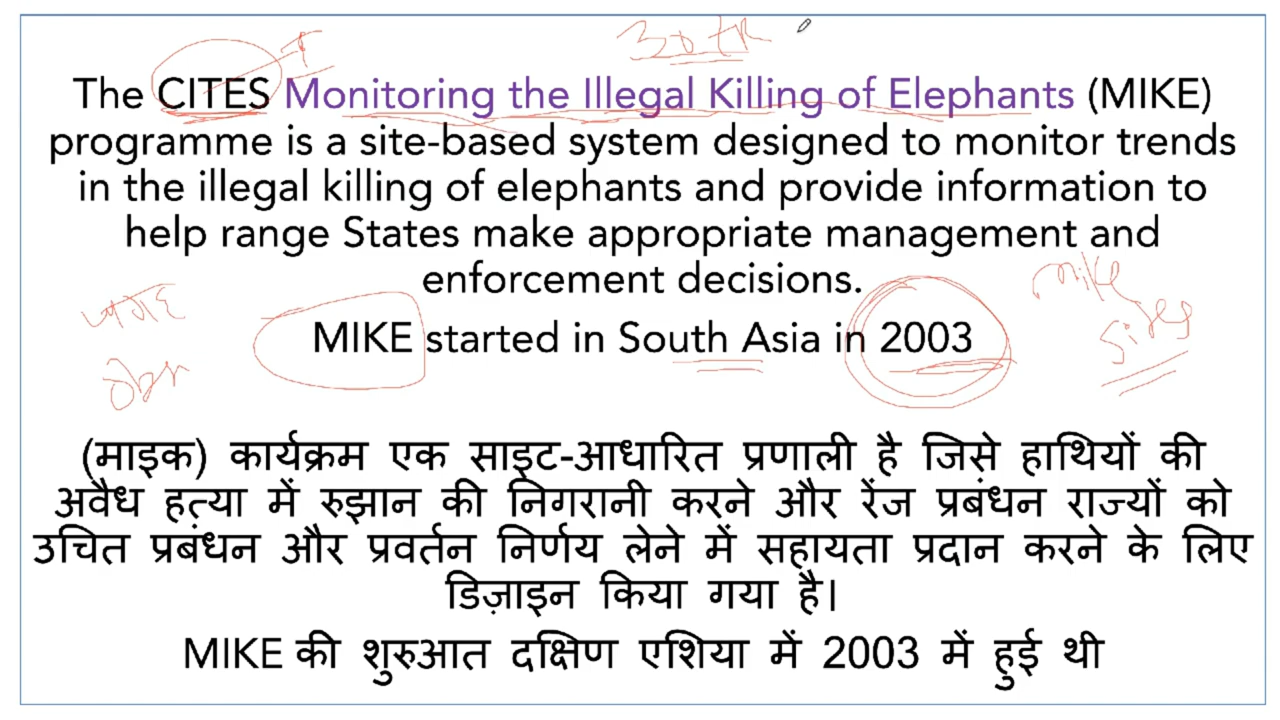 The CITES Monitoring the Illegal Killing of Elephants (MIKE)
programme is a site-based system designed to monitor trends
in the illegal killing of elephants and provide information to
help range States make appropriate management and
enforcement decisions.
Mike
Sites
MIKE started in South Asia in 2003
(माइक) कार्यक्रम एक साइट-आधारित प्रणाली है जिसे हाथियों की
अवैध हत्या में रुझान की निगरानी करने और रेंज प्रबंधन राज्यों को
उचित प्रबंधन और प्रवर्तन निर्णय लेने में सहायता प्रदान करने के लिए
डिज़ाइन किया गया है।
MIKE की शुरुआत दक्षिण एशिया में 2003 में हुई थी